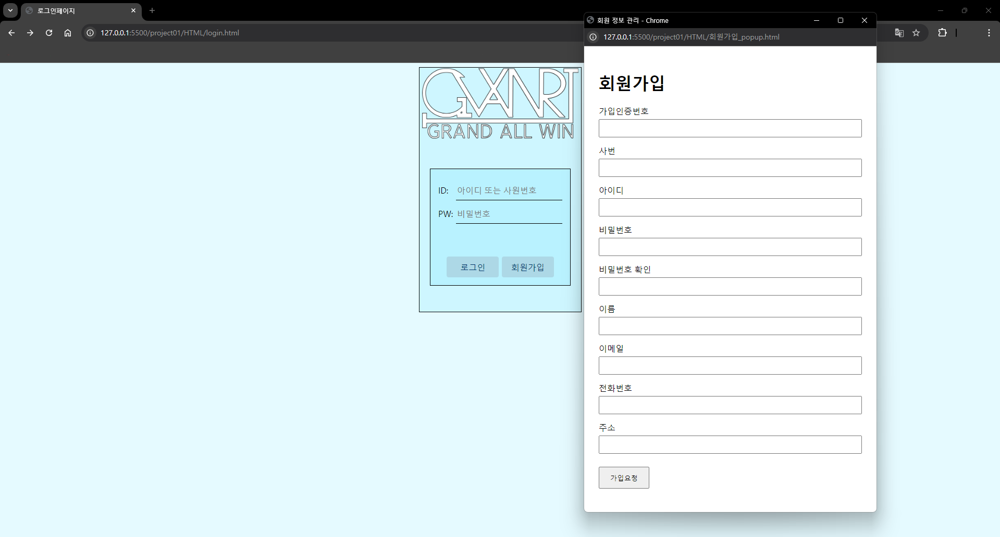 로그인페이지
127.0.0.1:5500/project01/HTML/login.html
GRAND ALL WIN
ID: 아이디 또는 사원번호
PW: 비밀번호
로그인 회원가입
회원 정보 관리 - Chrome
127.0.0.1:5500/project01/HTML/회원가입_popup.html
회원가입
가입인증번호
사번
아이디
비밀번호
비밀번호 확인
이름
이메일
전화번호
주소
가입요청